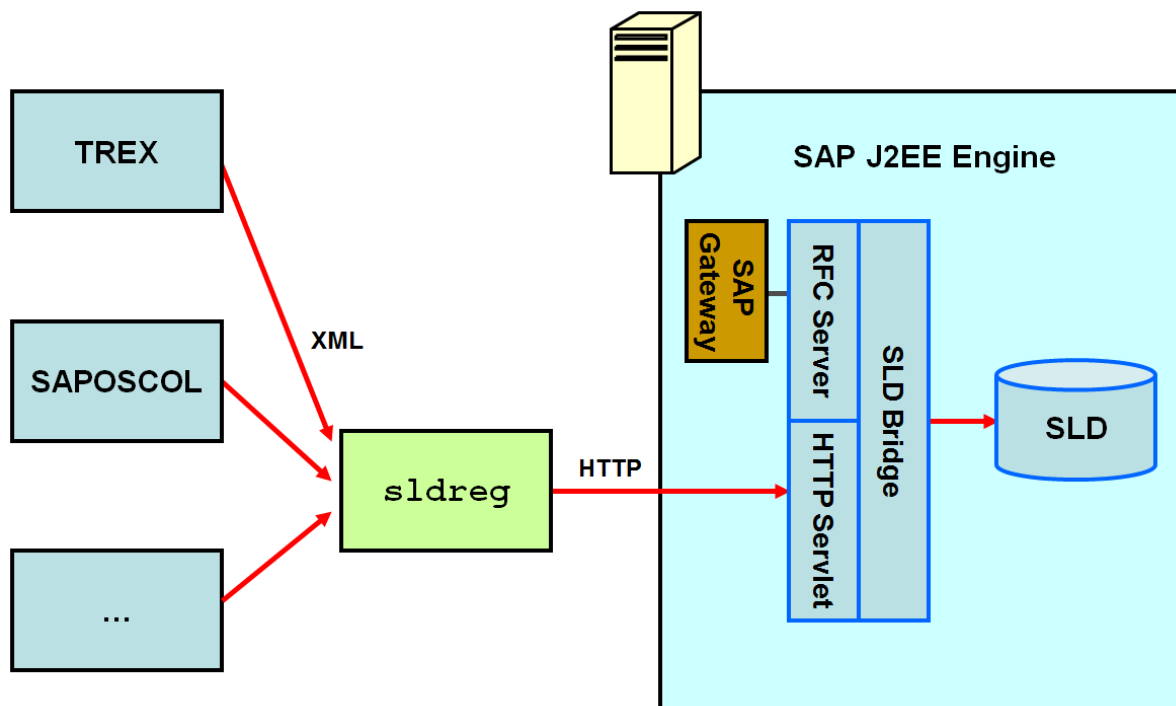 TREX
SAPOSCOL
...
XML
sldreg
HTTP
SAP J2EE Engine
SAP
Gateway
RFC Server
HTTP Servlet
SLD Bridge
SLD